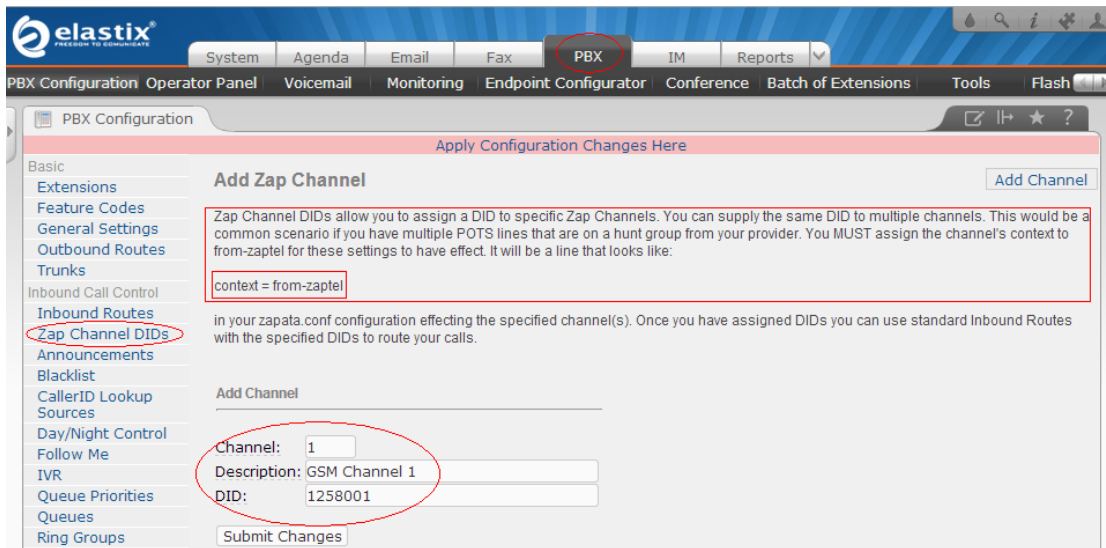 elastix
FREEDOM TO COMUNICATE
System Agenda Email Fax PBX IM Reports
PBX Configuration Operator Panel Voicemail Monitoring Endpoint Configurator Conference Batch of Extensions Tools Flash
PBX Configuration
Apply Configuration Changes Here
Basic
Extensions
Feature Codes
General Settings
Outbound Routes
Trunks
Inbound Call Control
Inbound Routes
Zap Channel DIDs
Announcements
Blacklist
CallerID Lookup
Sources
Day/Night Control
Follow Me
IVR
Queue Priorities
Queues
Ring Groups
Add Zap Channel
Add Channel
Zap Channel DIDs allow you to assign a DID to specific Zap Channels. You can supply the same DID to multiple channels. This would be a
common scenario if you have multiple POTS lines that are on a hunt group from your provider. You MUST assign the channel's context to
from-zaptel for these settings to have effect. It will be a line that looks like:
context = from-zaptel
in your zapata.conf configuration effecting the specified channel(s). Once you have assigned DIDs you can use standard Inbound Routes
with the specified DIDs to route your calls.
Add Channel
Channel: 1
Description: GSM Channel 1
DID: 1258001
Submit Changes